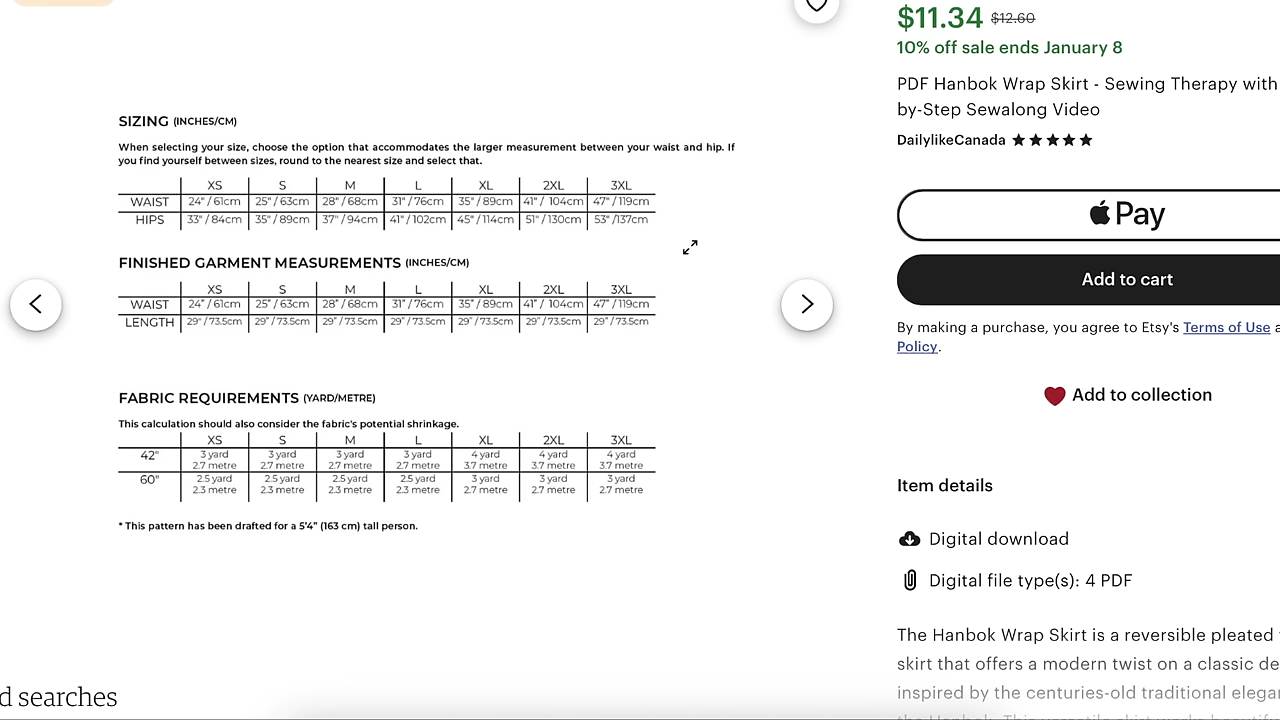 SIZING (INCHES/CM)
When selecting your size, choose the option that accommodates the larger measurement between your waist and hip. If
you find yourself between sizes, round to the nearest size and select that.
XS S M L XL 2XL 3XL
WAIST 24" / 61cm 25" / 63cm 28" / 68cm 31" / 76cm 35" / 89cm 41" / 104cm 47" / 119cm
HIPS 33" / 84cm 35" / 89cm 37" / 94cm 41" / 102cm 45" / 114cm 51" / 130cm 53" /137cm
FINISHED GARMENT MEASUREMENTS (INCHES/CM)
XS S M L XL 2XL 3XL
WAIST 24" / 61cm 25" / 63cm 28" / 68cm 31" / 76cm 35" / 89cm 41" / 104cm 47" / 119cm
LENGTH 29" / 73.5cm 29" / 73.5cm 29" / 73.5cm 29" / 73.5cm 29" / 73.5cm 29" / 73.5cm 29" / 73.5cm
FABRIC REQUIREMENTS (YARD/METRE)
This calculation should also consider the fabric's potential shrinkage.
XS S M L XL 2XL 3XL
42" 3 yard 3 yard 3 yard 3 yard 4 yard 4 yard 4 yard
2.7 metre 2.7 metre 2.7 metre 2.7 metre 3.7 metre 3.7 metre 3.7 metre
60" 2.5 yard 2.5 yard 2.5 yard 2.5 yard 3 yard 3 yard 3 yard
2.3 metre 2.3 metre 2.3 metre 2.3 metre 2.7 metre 2.7 metre 2.7 metre
* This pattern has been drafted for a 5'4" (163 cm) tall person.
d searches
$11.34 $12.60
10% off sale ends January 8
PDF Hanbok Wrap Skirt - Sewing Therapy with
by-Step Sewalong Video
DailylikeCanada ★★★★★
Pay
Add to cart
By making a purchase, you agree to Etsy's Terms of Use a
Policy.
Add to collection
Item details
Digital download
Digital file type(s): 4 PDF
The Hanbok Wrap Skirt is a reversible pleated
skirt that offers a modern twist on a classic de
inspired by the centuries-old traditional elegan